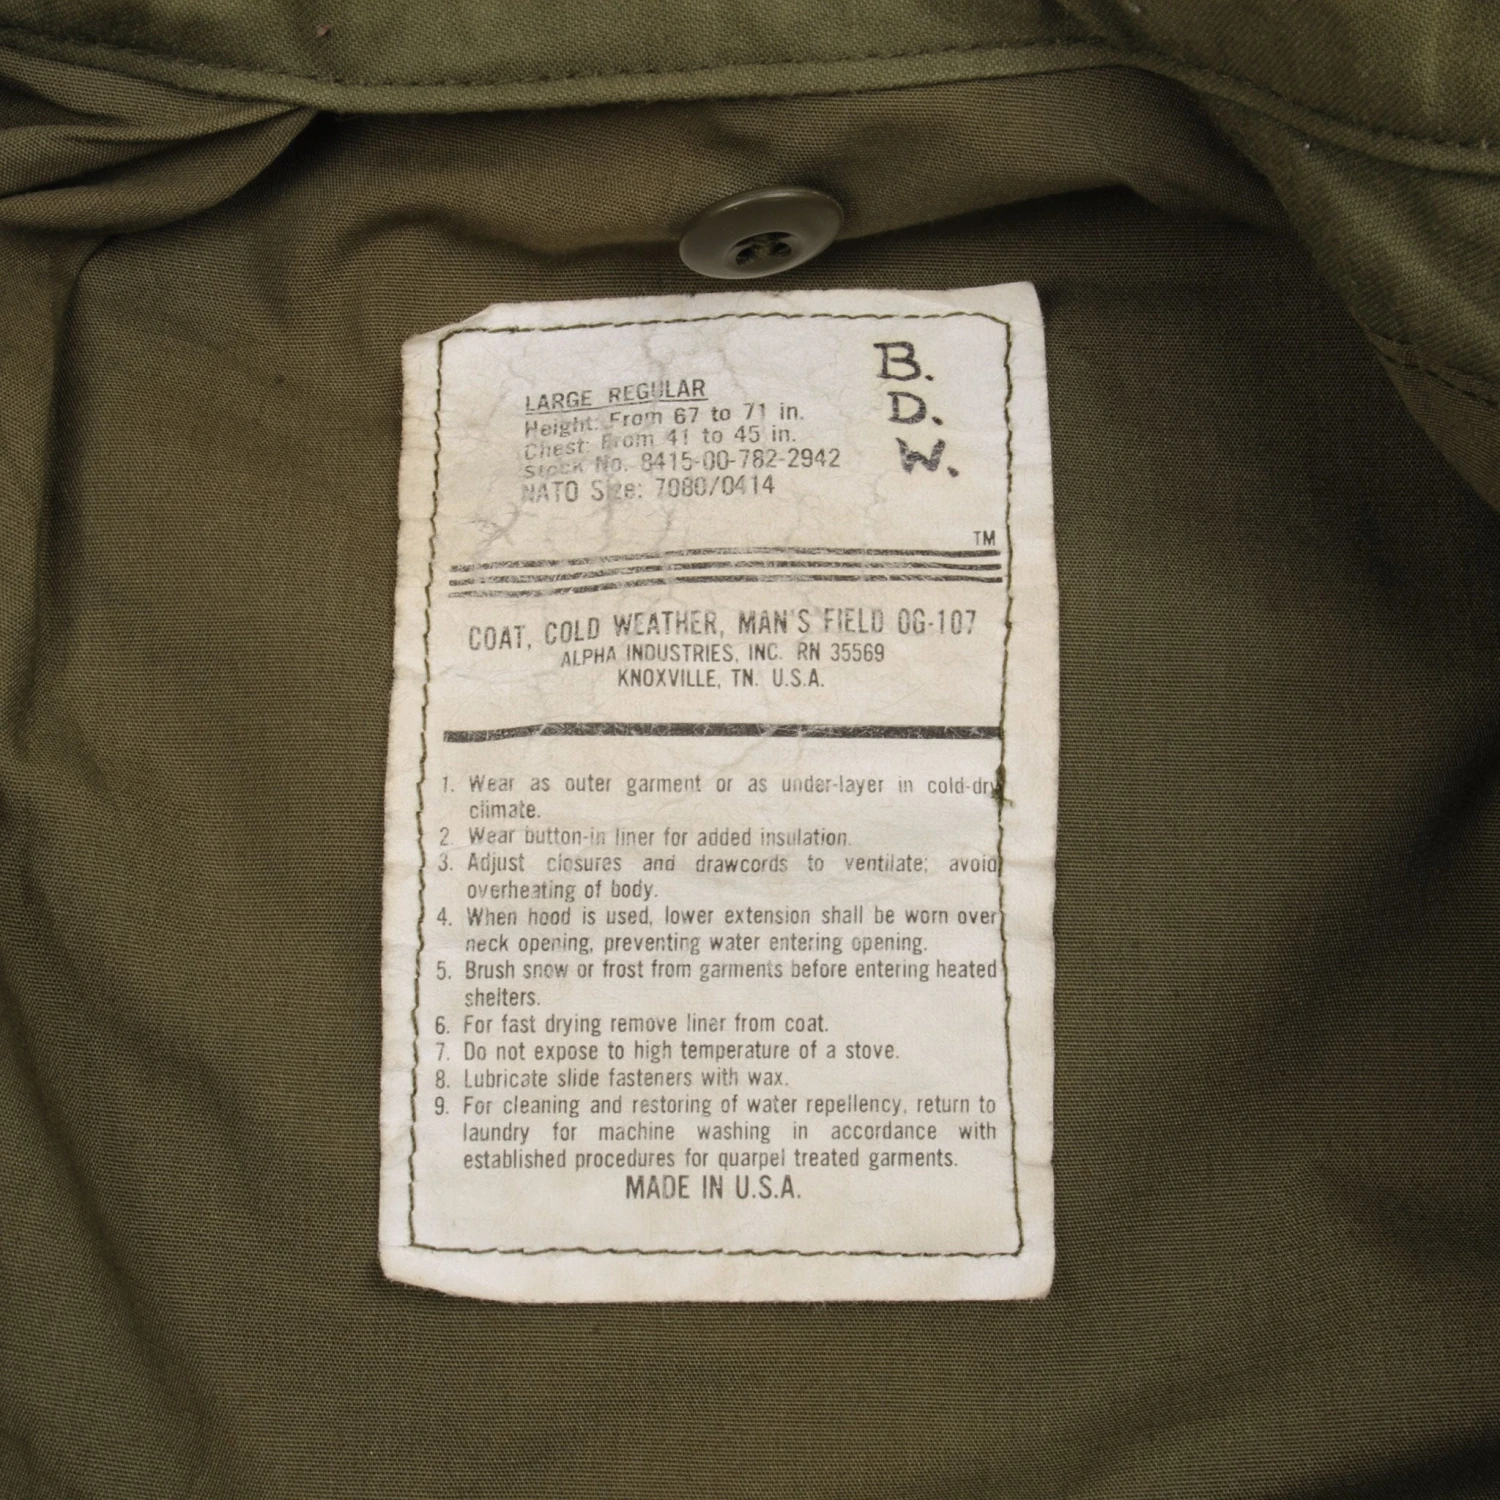 B.
D.
W.
LARGE REGULAR
Height: From 67 to 71 in.
Chest: From 41 to 45 in.
Stock No. 8415-00-782-2942
NATO Size: 7080/0414
TM
COAT, COLD WEATHER, MAN'S FIELD OG-107
ALPHA INDUSTRIES, INC. RN 35569
KNOXVILLE, TN. U.S.A.
1. Wear as outer garment or as under-layer in cold-dry
climate.
2. Wear button-in liner for added insulation.
3. Adjust closures and drawcords to ventilate; avoid
overheating of body.
4. When hood is used, lower extension shall be worn over
neck opening, preventing water entering opening.
5. Brush snow or frost from garments before entering heated
shelters.
6. For fast drying remove liner from coat.
7. Do not expose to high temperature of a stove.
8. Lubricate slide fasteners with wax.
9. For cleaning and restoring of water repellency, return to
laundry for machine washing in accordance with
established procedures for quarpel treated garments.
MADE IN U.S.A.